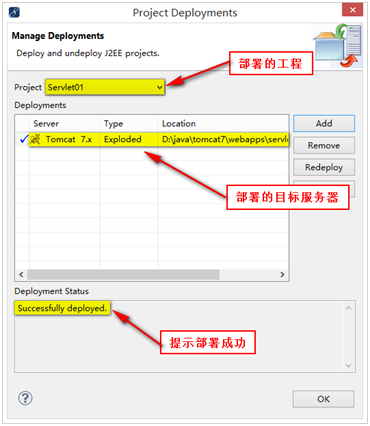 Project Deployments
Manage Deployments
Deploy and undeploy J2EE projects.
部署的工程
Project Servlet01
Deployments
Server Type Location
Tomcat 7.x Exploded D:\java\tomcat7\webapps\servle
Add
Remove
Redeploy
部署的目标服务器
Deployment Status
Successfully deployed.
提示部署成功
OK